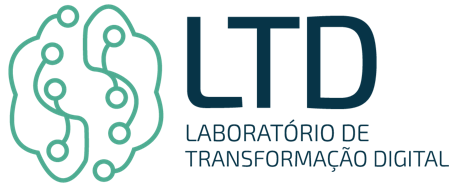 LTD
LABORATÓRIO DE
TRANSFORMAÇÃO DIGITAL